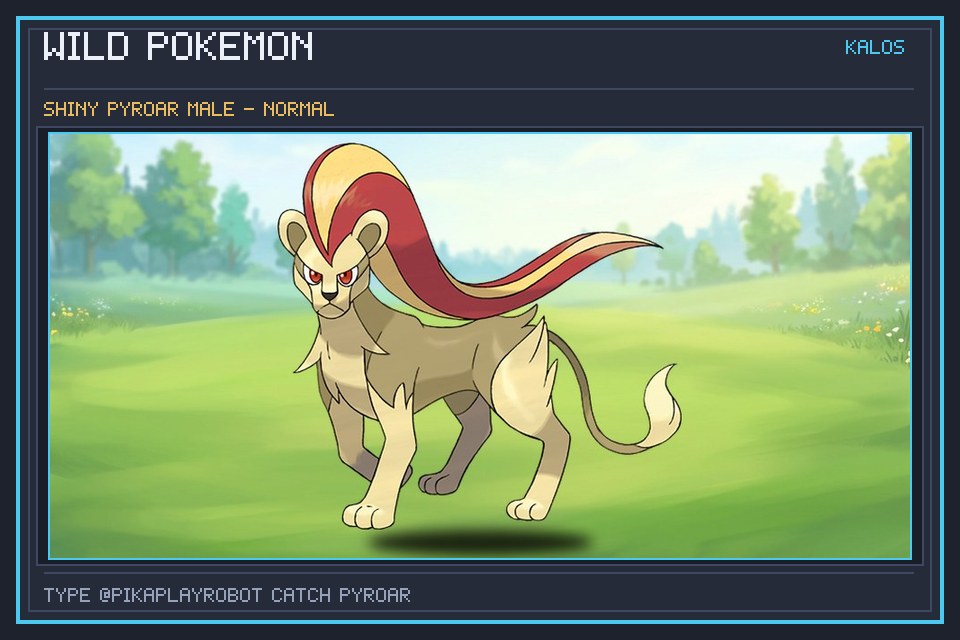 WILD POKEMON
KALOS
SHINY PYROAR MALE - NORMAL
TYPE @PIKAPLAYROBOT CATCH PYROAR